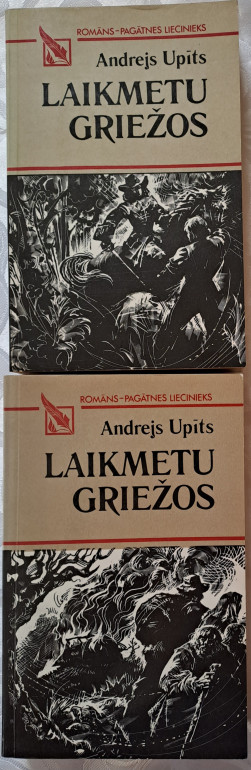 ROMĀNS–PAGĀTNES LIECINIEKS
Andrejs Upīts
LAIKMETU
GRIEŽOS
ROMĀNS–PAGĀTNES LIECINIEKS
Andrejs Upīts
LAIKMETU
GRIEŽOS